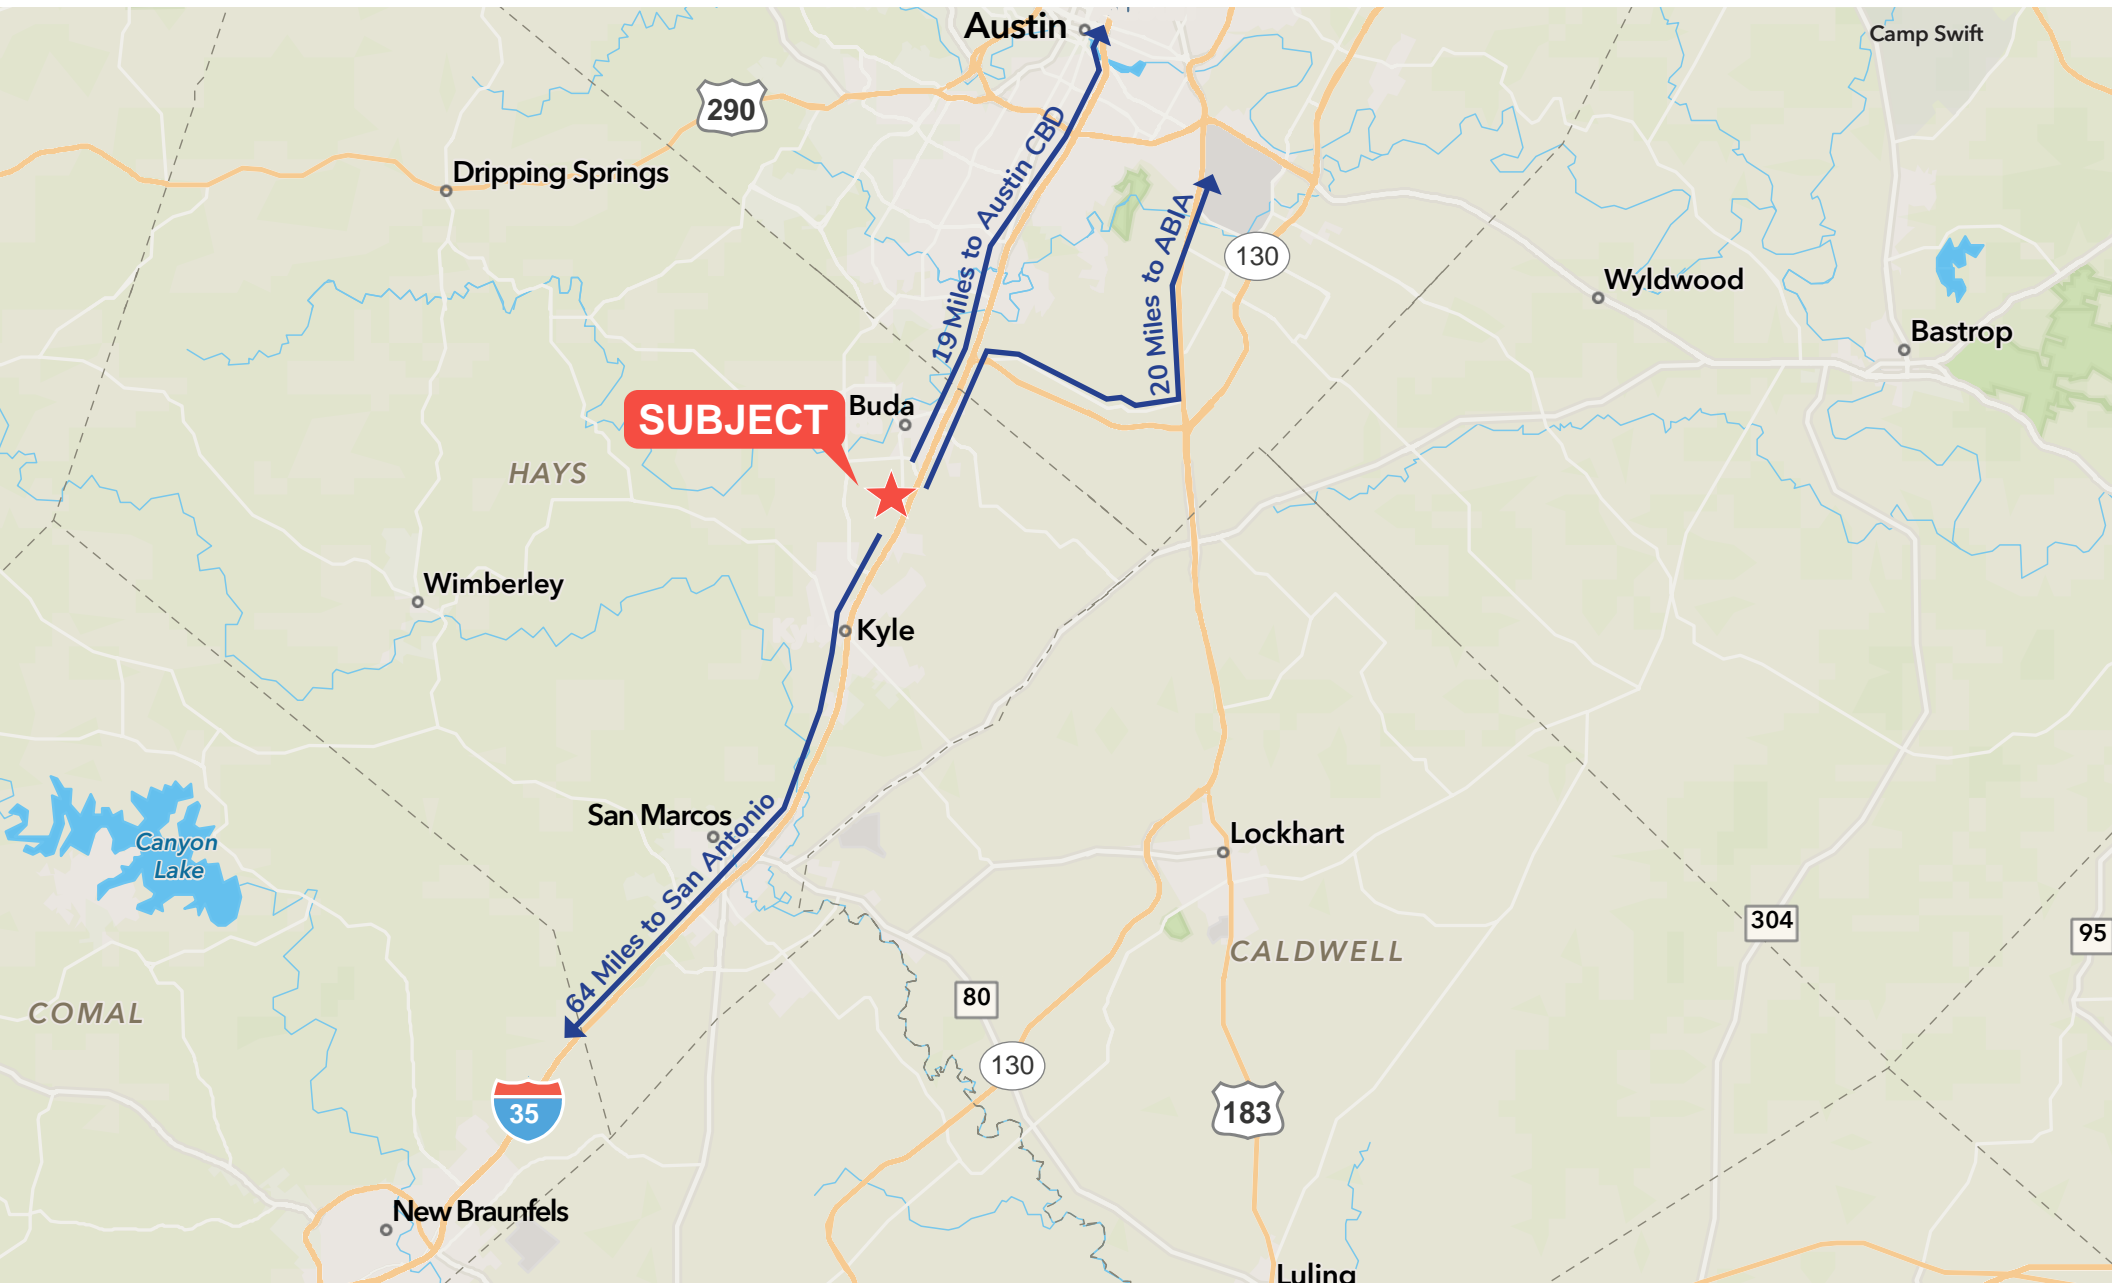 Austin
Camp Swift
290
Dripping Springs
19 Miles to Austin CBD
20 Miles to ABIA
130
Wyldwood
Bastrop
SUBJECT
Buda
HAYS
Wimberley
Kyle
San Marcos
64 Miles to San Antonio
Canyon
Lake
Lockhart
304
95
CALDWELL
80
COMAL
130
35
183
New Braunfels
Luling